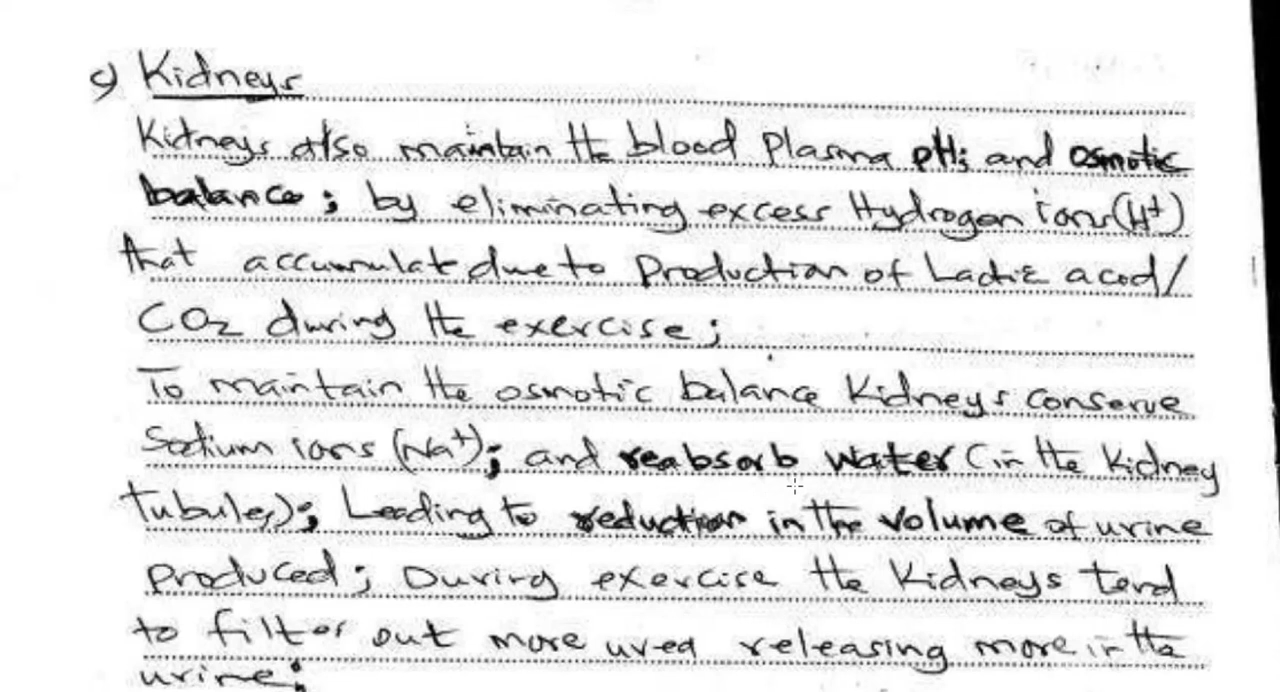 c) Kidneys
Kidneys also maintain the blood plasma pH; and osmotic
balance; by eliminating excess Hydrogen ions (H+)
that accumulat due to production of Lactic acid/
CO2 during the exercise;
To maintain the osmotic balance Kidneys conserve
Sodium ions (Na+); and reabsorb water (in the Kidney
tubules); Leading to reduction in the volume of urine
produced; During exercise the Kidneys tend
to filter out more urea releasing more in the
urine;